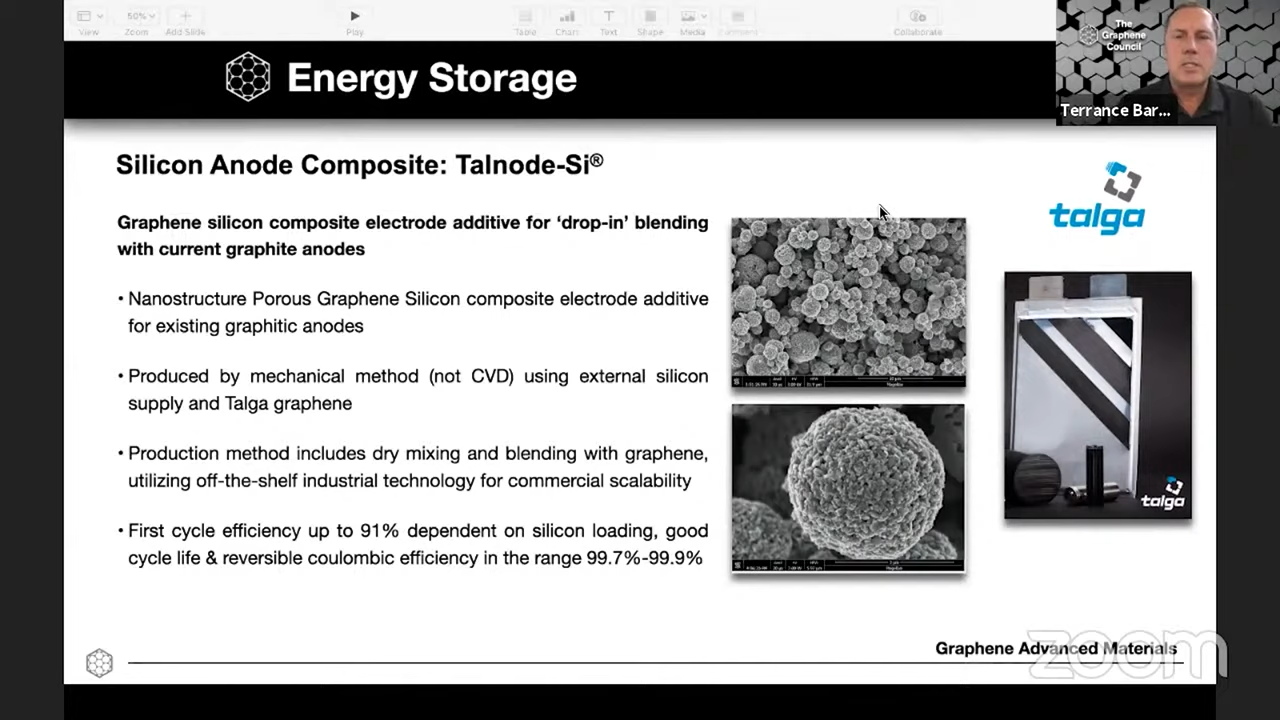 50%
View
Zoom
Add Slide
Play
Table
Chart
Text
Shape
Media
Comment
Collaborate
The
Graphene
Council
Terrance Bar...
Energy Storage
Silicon Anode Composite: Talnode-Si®
talga
Graphene silicon composite electrode additive for ‘drop-in’ blending
with current graphite anodes
• Nanostructure Porous Graphene Silicon composite electrode additive
for existing graphitic anodes
• Produced by mechanical method (not CVD) using external silicon
supply and Talga graphene
• Production method includes dry mixing and blending with graphene,
utilizing off-the-shelf industrial technology for commercial scalability
• First cycle efficiency up to 91% dependent on silicon loading, good
cycle life & reversible coulombic efficiency in the range 99.7%-99.9%
talga
Graphene Advanced Materials
zoom